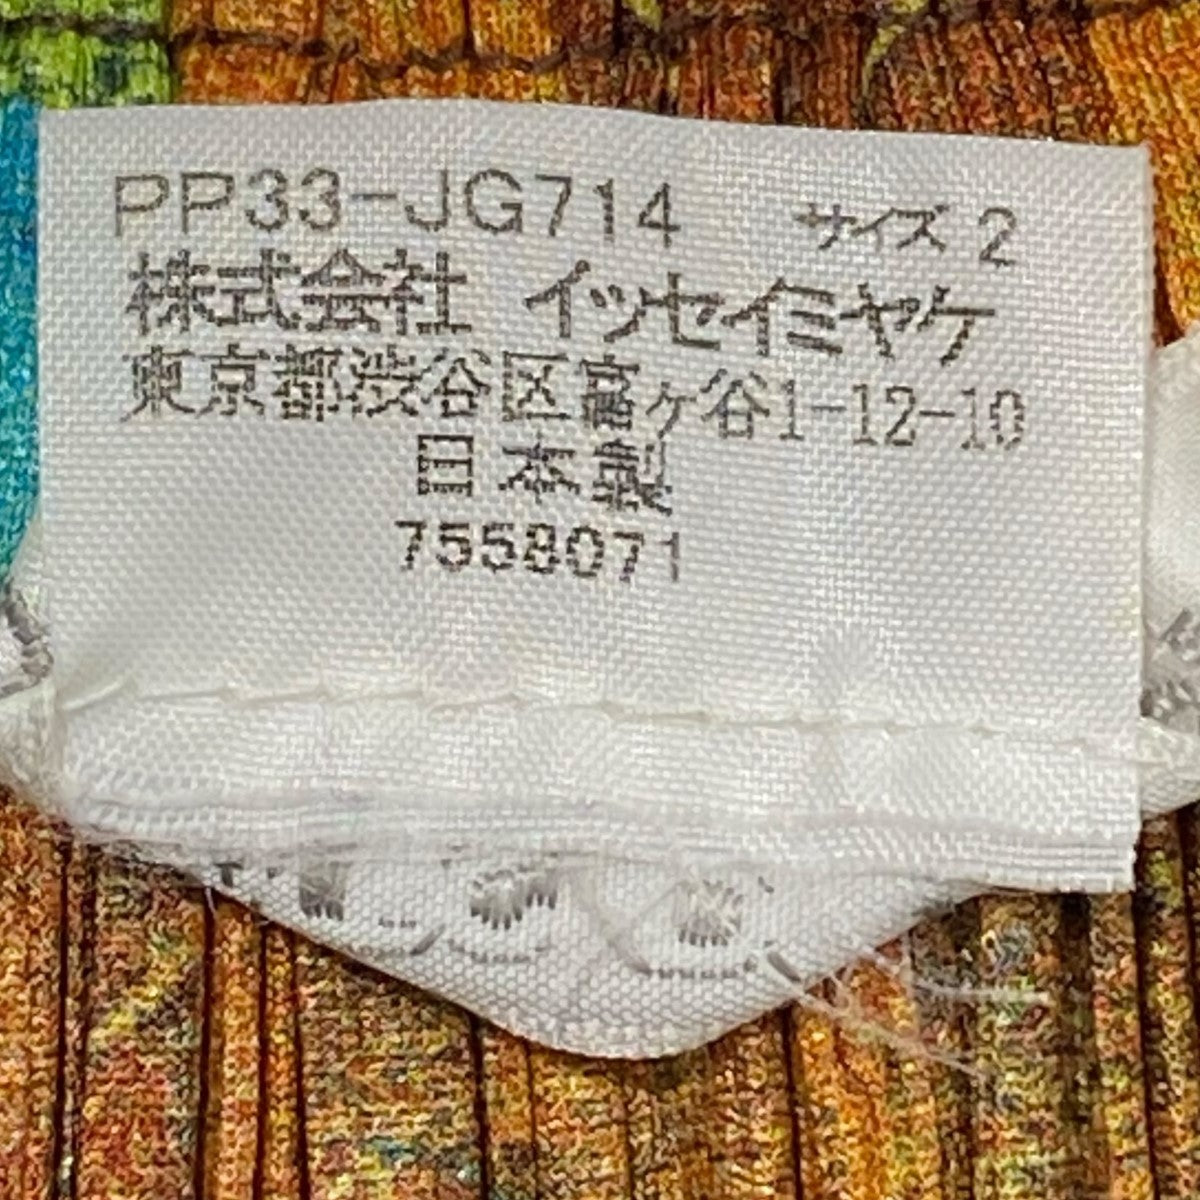 PP33-JG714 サイズ 2
株式会社 イッセイミヤケ
東京都渋谷区富ヶ谷1-12-10
日本製
7558071